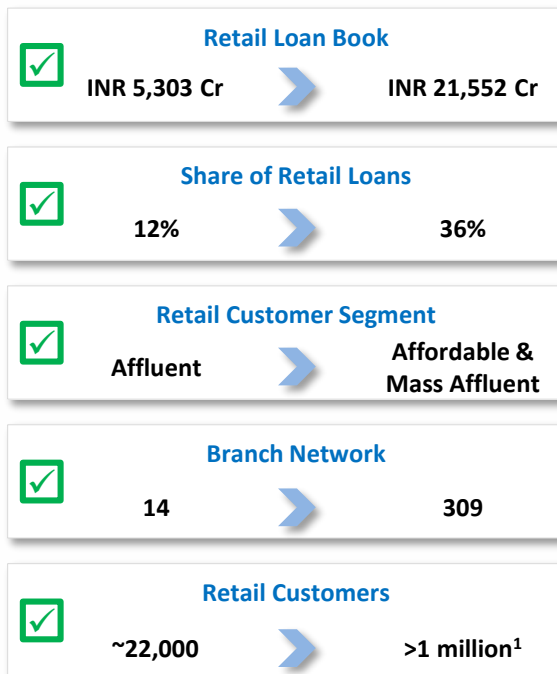 Retail Loan Book
INR 5,303 Cr INR 21,552 Cr
Share of Retail Loans
12% 36%
Retail Customer Segment
Affluent Affordable &
Mass Affluent
Branch Network
14 309
Retail Customers
~22,000 >1 million¹